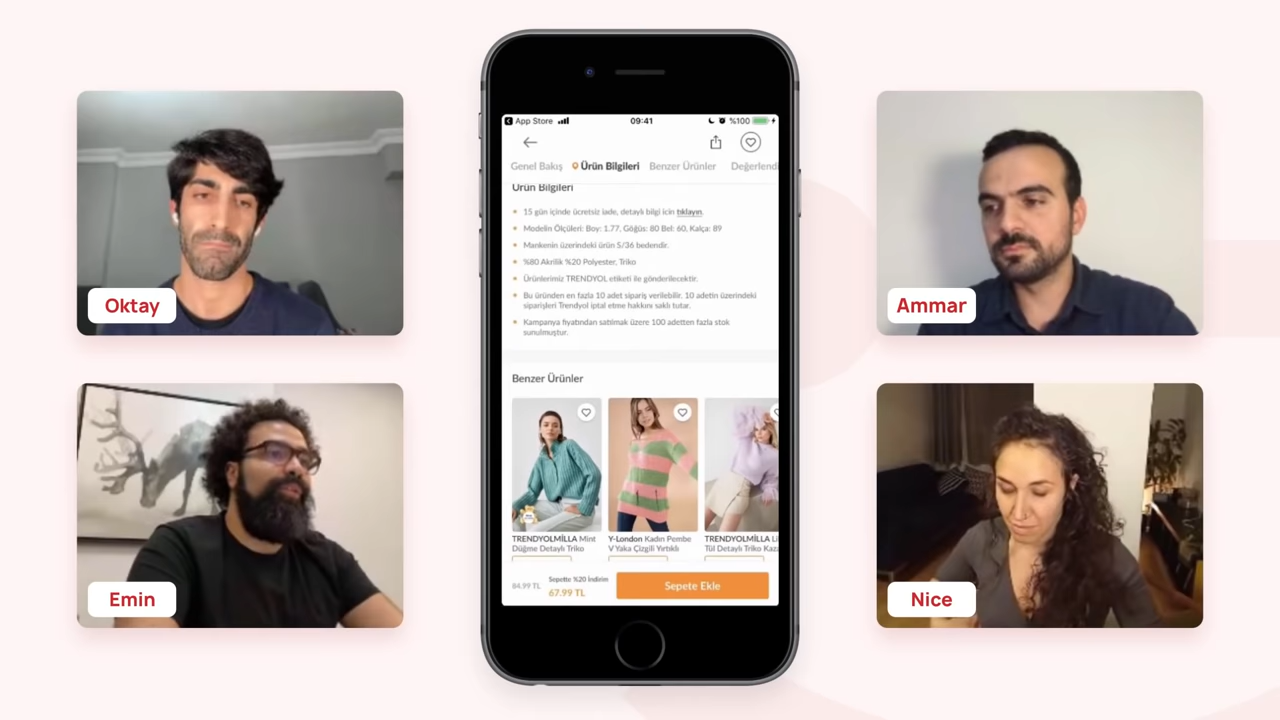 App Store
09:41
%100
Genel Bakış
Ürün Bilgileri
Benzer Ürünler
Değerlendi
Ürün Bilgileri
15 gün içinde ücretsiz iade, detaylı bilgi icin tıklayın.
Modelin Ölçüleri: Boy: 1.77, Göğüs: 80 Bel: 60, Kalça: 89
Mankenin üzerindeki ürün S/36 bedendir.
%80 Akrilik %20 Polyester, Triko
Ürünlerimiz TRENDYOL etiketi ile gönderilecektir.
Bu üründen en fazla 10 adet sipariş verilebilir. 10 adetin üzerindeki
siparişleri Trendyol iptal etme hakkını saklı tutar.
Kampanya fiyatından satılmak üzere 100 adetten fazla stok
sunulmuştur.
Benzer Ürünler
TRENDYOLMİLLA Mint
Düğme Detaylı Triko
Y-London Kadın Pembe
V Yaka Çizgili Yırtıklı
TRENDYOLMİLLA Li
Tül Detaylı Triko Kaza
84.99 TL
Sepette %20 İndirim
67.99 TL
Sepete Ekle
Oktay
Ammar
Emin
Nice